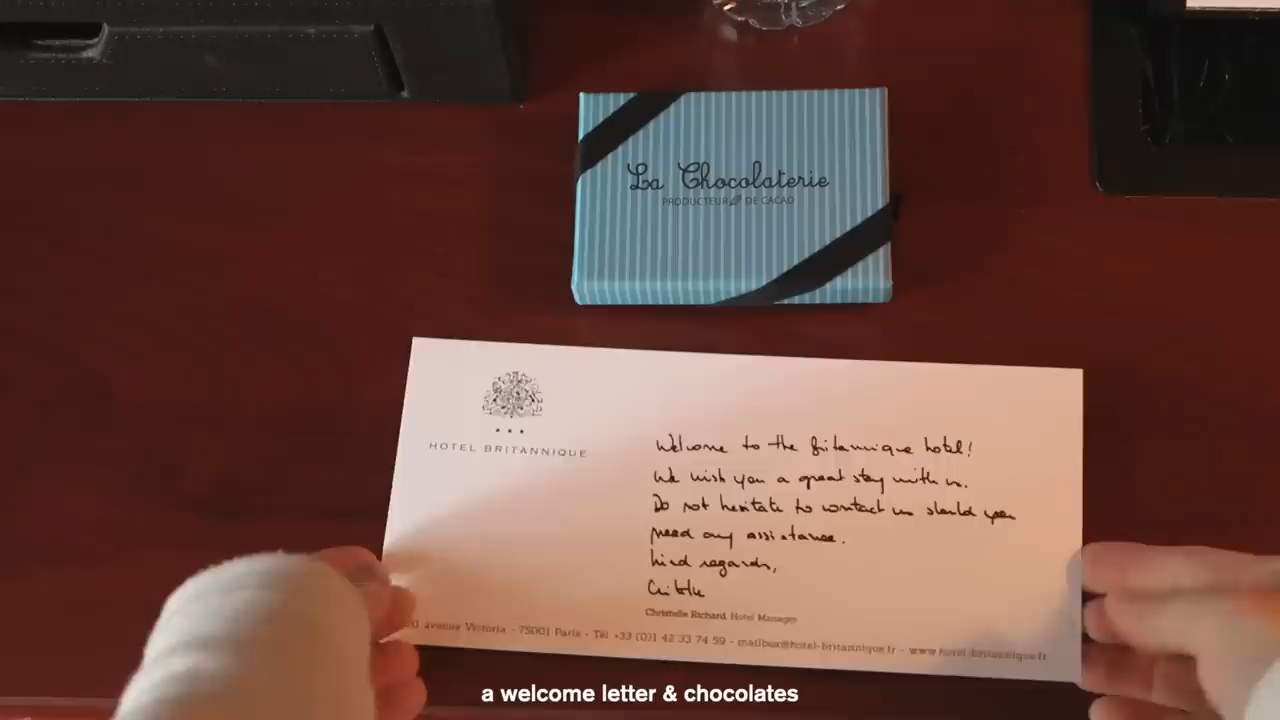 La Chocolaterie
PRODUCTEUR DE CACAO
HOTEL BRITANNIQUE
Welcome to the Britannique hotel!
We wish you a great stay with us.
Do not hesitate to contact us should you
need any assistance.
kind regards,
Christelle Richard, Hotel Manager
avenue Victoria - 75001 Paris - Tél +33 (0)1 42 33 74 59 - mailbox@hotel-britannique.fr - www.hotel-britannique.fr
a welcome letter & chocolates